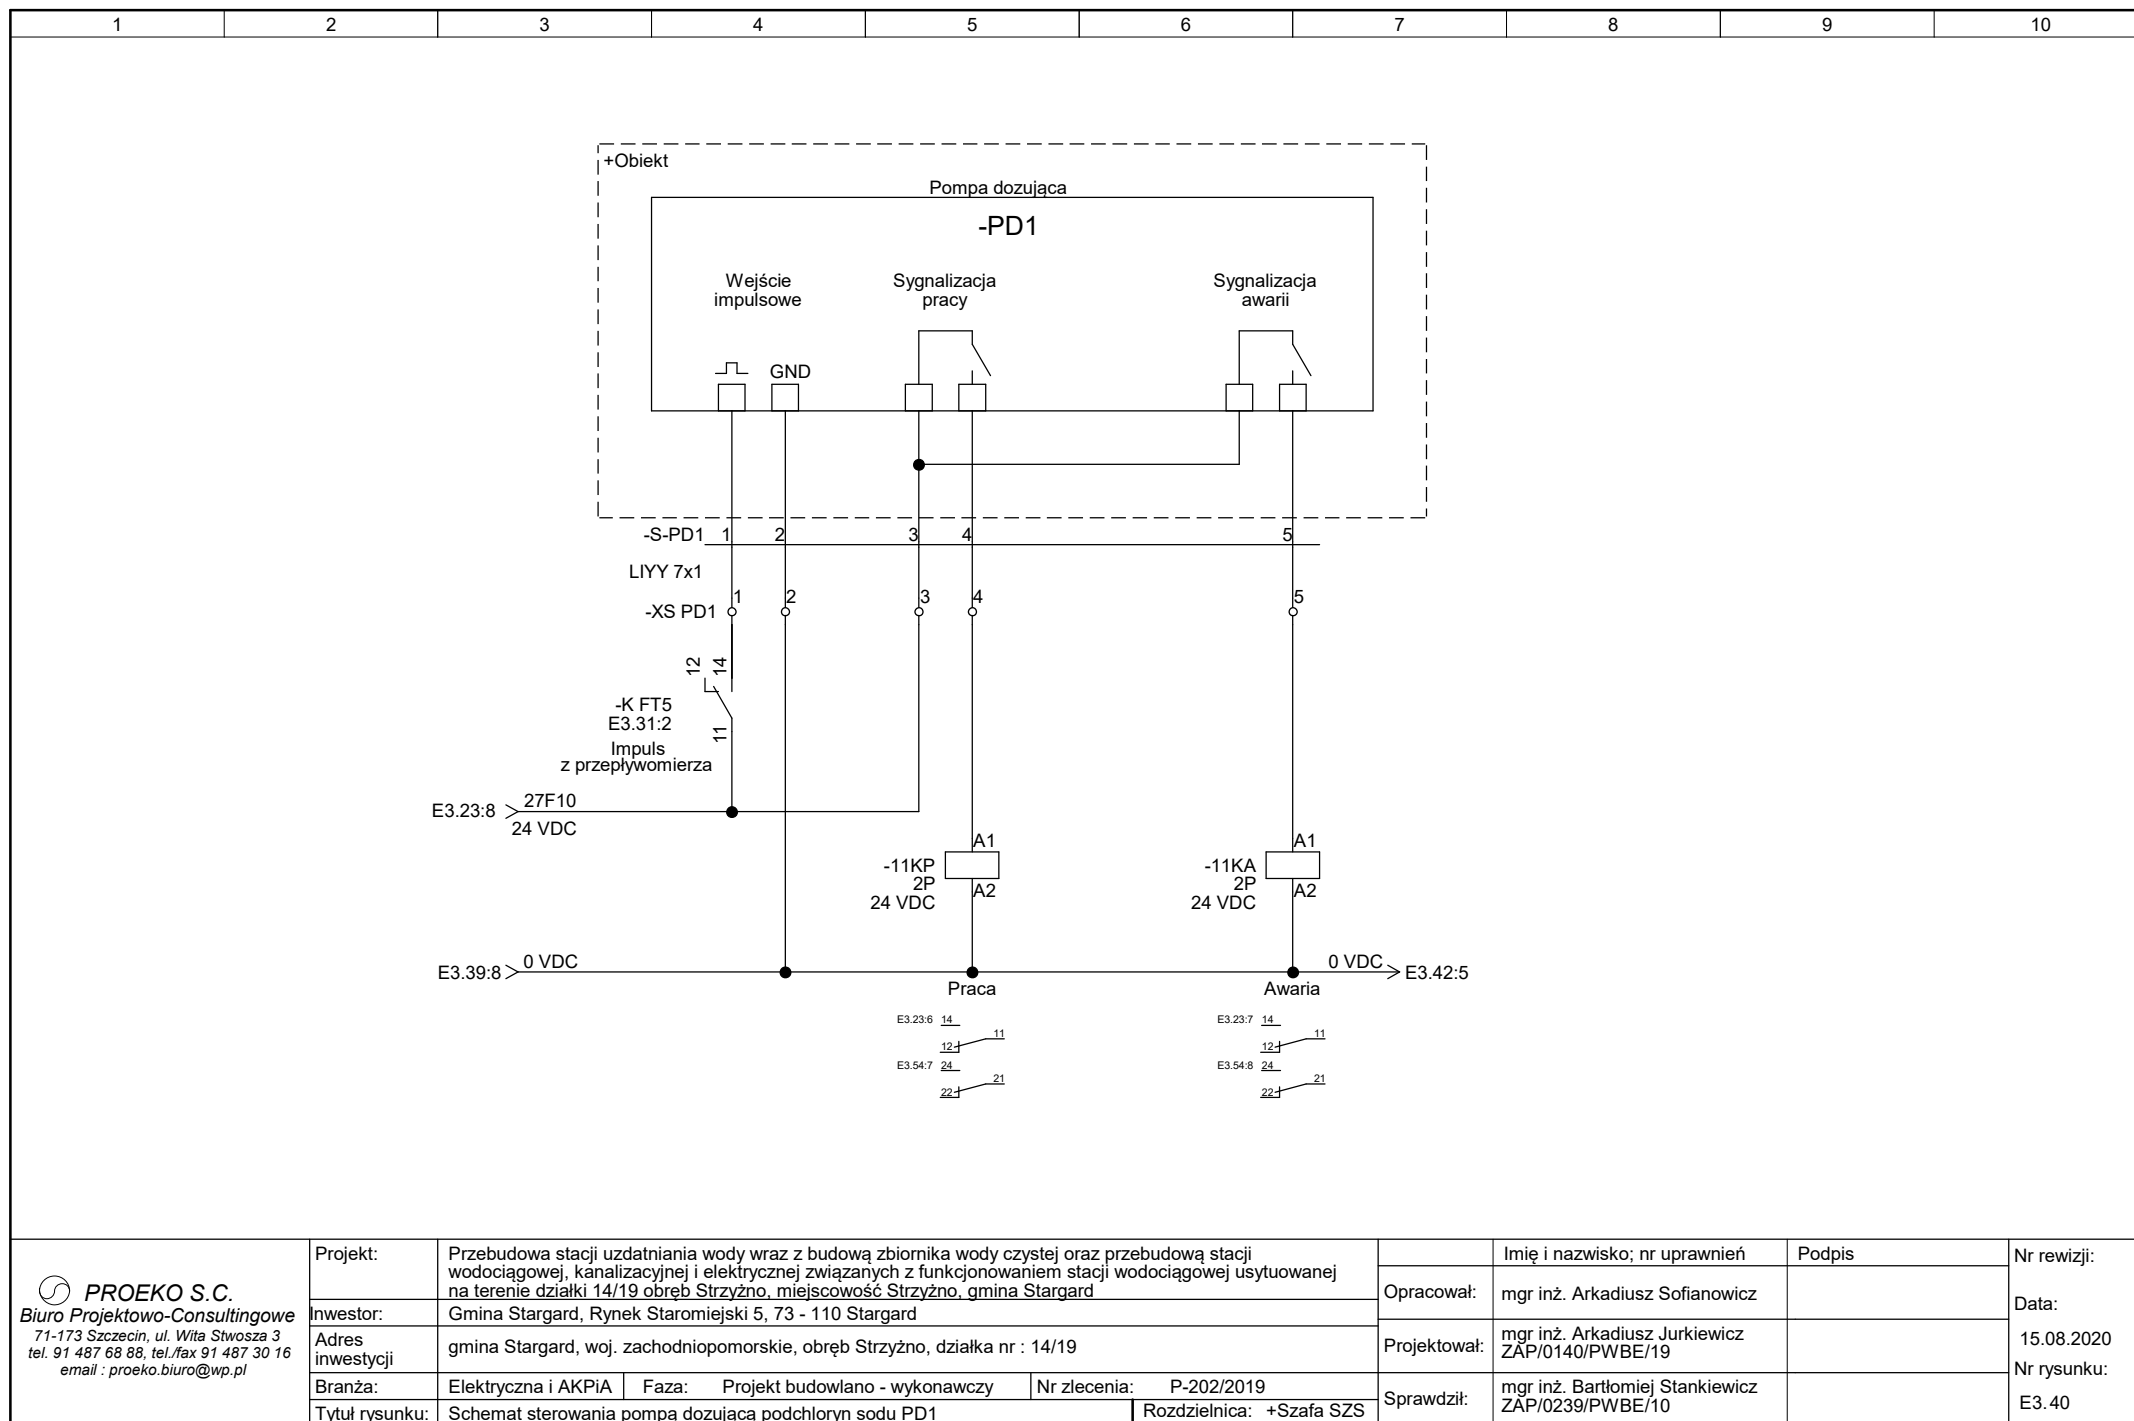 1 2 3 4 5 6 7 8 9 10
+Obiekt
Pompa dozująca
-PD1
Wejście
impulsowe
Sygnalizacja
pracy
Sygnalizacja
awarii
GND
-S-PD1 1 2 3 4 5
LIYY 7x1
-XS PD1 1 2 3 4 5
12 14
-K FT5
E3.31:2
11
Impuls
z przepływomierza
E3.23:8 27F10
24 VDC
A1 A1
-11KP
2P
24 VDC
A2
-11KA
2P
24 VDC
A2
E3.39:8 0 VDC 0 VDC E3.42:5
Praca Awaria
E3.23:6 14
11
12
E3.54:7 24
21
22
E3.23:7 14
11
12
E3.54:8 24
21
22
PROEKO S.C.
Biuro Projektowo-Consultingowe
71-173 Szczecin, ul. Wita Stwosza 3
tel. 91 487 68 88, tel./fax 91 487 30 16
email : proeko.biuro@wp.pl
Projekt:
Przebudowa stacji uzdatniania wody wraz z budową zbiornika wody czystej oraz przebudową stacji
wodociągowej, kanalizacyjnej i elektrycznej związanych z funkcjonowaniem stacji wodociągowej usytuowanej
na terenie działki 14/19 obręb Strzyżno, miejscowość Strzyżno, gmina Stargard
Inwestor: Gmina Stargard, Rynek Staromiejski 5, 73 - 110 Stargard
Adres
inwestycji
gmina Stargard, woj. zachodniopomorskie, obręb Strzyżno, działka nr : 14/19
Branża: Elektryczna i AKPiA Faza: Projekt budowlano - wykonawczy Nr zlecenia: P-202/2019
Tytuł rysunku: Schemat sterowania pompą dozującą podchloryn sodu PD1 Rozdzielnica: +Szafa SZS
Imię i nazwisko; nr uprawnień Podpis
Opracował: mgr inż. Arkadiusz Sofianowicz
Projektował: mgr inż. Arkadiusz Jurkiewicz
ZAP/0140/PWBE/19
Sprawdził: mgr inż. Bartłomiej Stankiewicz
ZAP/0239/PWBE/10
Nr rewizji:
Data:
15.08.2020
Nr rysunku:
E3.40